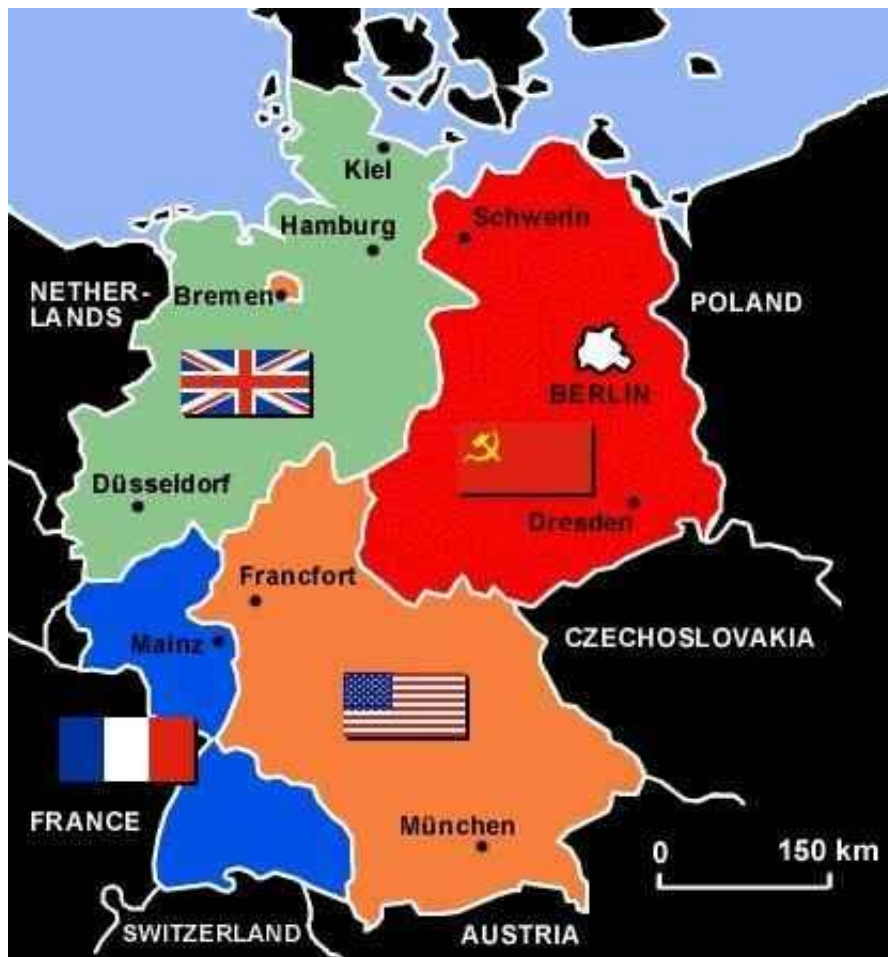 Kiel
Schwerin
Hamburg
NETHER-
LANDS
Bremen
POLAND
BERLIN
Düsseldorf
Dresden
Francfort
Mainz
CZECHOSLOVAKIA
FRANCE
München
0 150 km
SWITZERLAND
AUSTRIA